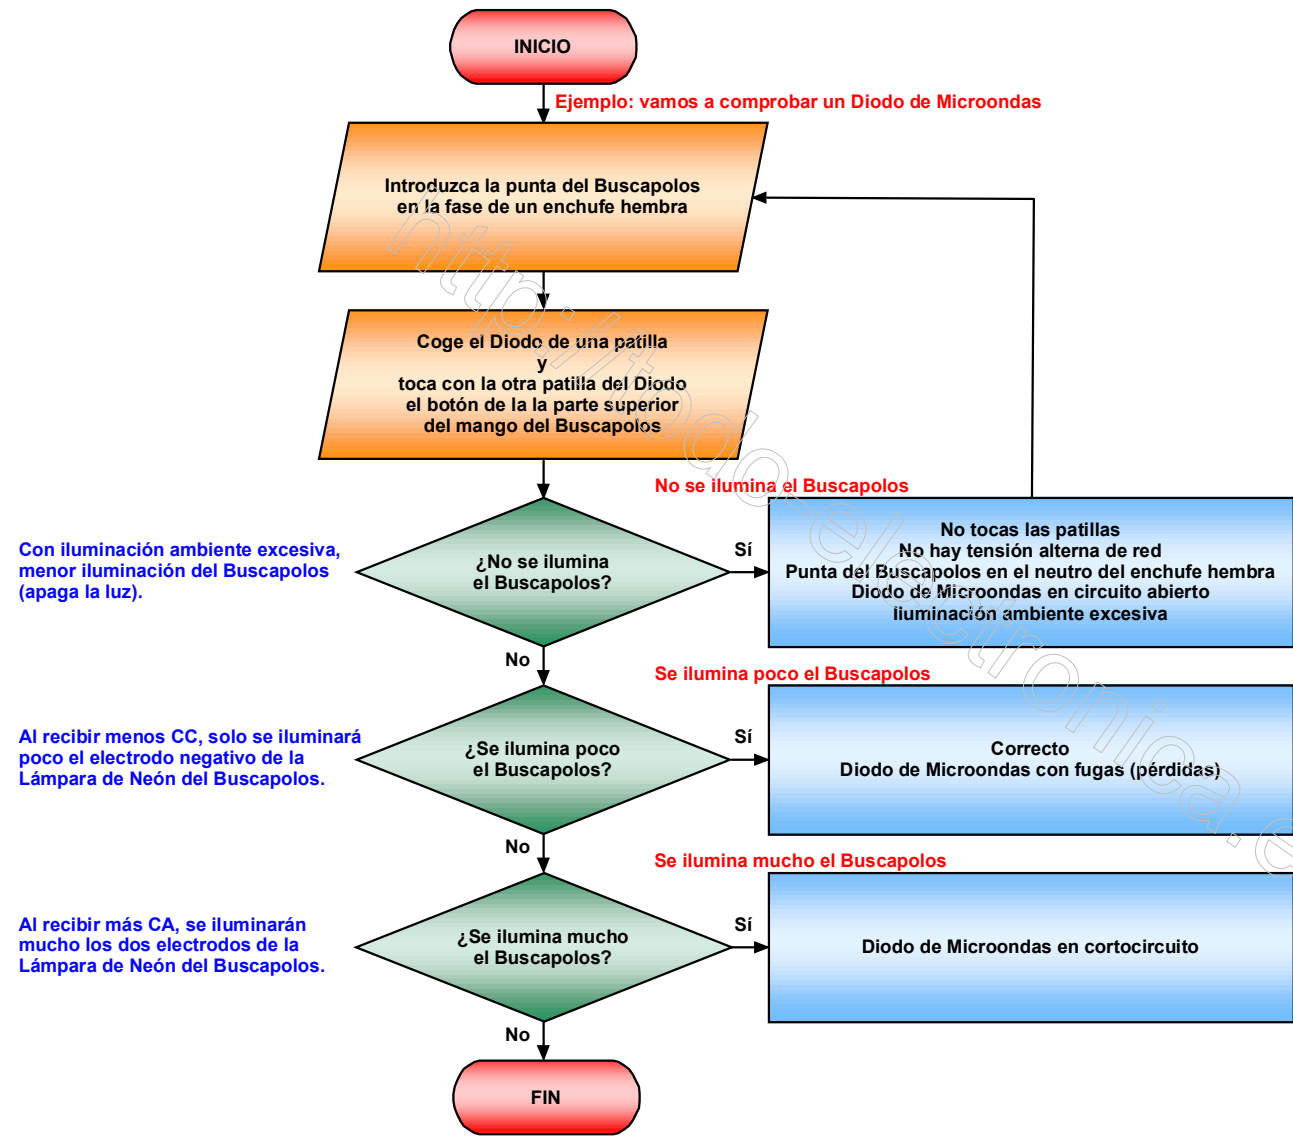 INICIO
Ejemplo: vamos a comprobar un Diodo de Microondas
Introduzca la punta del Buscapolos
en la fase de un enchufe hembra
Coge el Diodo de una patilla
y
toca con la otra patilla del Diodo
el botón de la la parte superior
del mango del Buscapolos
No se ilumina el Buscapolos
Con iluminación ambiente excesiva,
menor iluminación del Buscapolos
(apaga la luz).
¿No se ilumina
el Buscapolos?
Sí
No tocas las patillas
No hay tensión alterna de red
Punta del Buscapolos en el neutro del enchufe hembra
Diodo de Microondas en circuito abierto
Iluminación ambiente excesiva
No
Se ilumina poco el Buscapolos
Al recibir menos CC, solo se iluminará
poco el electrodo negativo de la
Lámpara de Neón del Buscapolos.
¿Se ilumina poco
el Buscapolos?
Sí
Correcto
Diodo de Microondas con fugas (pérdidas)
No
Se ilumina mucho el Buscapolos
Al recibir más CA, se iluminarán
mucho los dos electrodos de la
Lámpara de Neón del Buscapolos.
¿Se ilumina mucho
el Buscapolos?
Sí
Diodo de Microondas en cortocircuito
No
FIN
http://todo-electronica.e